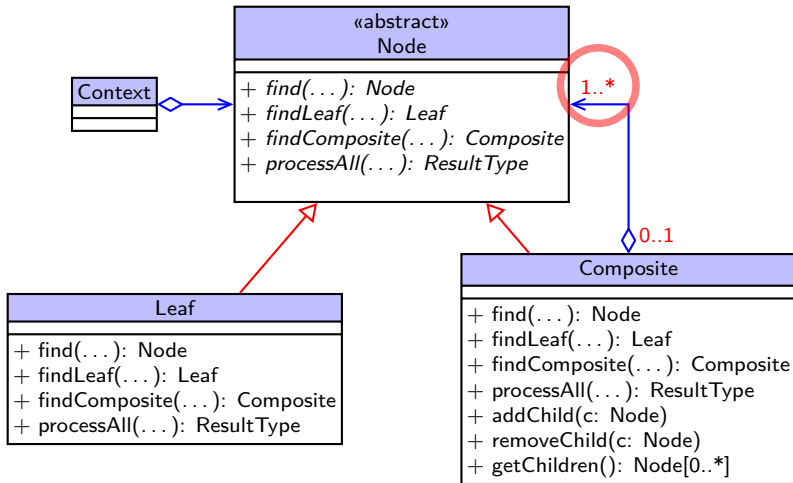 «abstract»
Node
+ find(...): Node
+ findLeaf(...): Leaf
+ findComposite(...): Composite
+ processAll(...): ResultType
Context
1..*
0..1
Leaf
+ find(...): Node
+ findLeaf(...): Leaf
+ findComposite(...): Composite
+ processAll(...): ResultType
Composite
+ find(...): Node
+ findLeaf(...): Leaf
+ findComposite(...): Composite
+ processAll(...): ResultType
+ addChild(c: Node)
+ removeChild(c: Node)
+ getChildren(): Node[0..*]